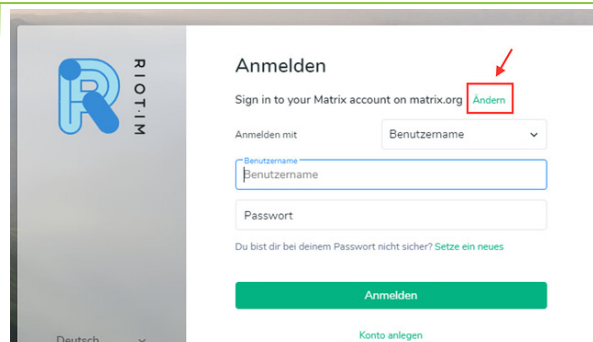 RIOT·IM
Anmelden
Sign in to your Matrix account on matrix.org Ändern
Anmelden mit Benutzername
Benutzername
Benutzername
Passwort
Du bist dir bei deinem Passwort nicht sicher? Setze ein neues
Anmelden
Deutsch
Konto anlegen